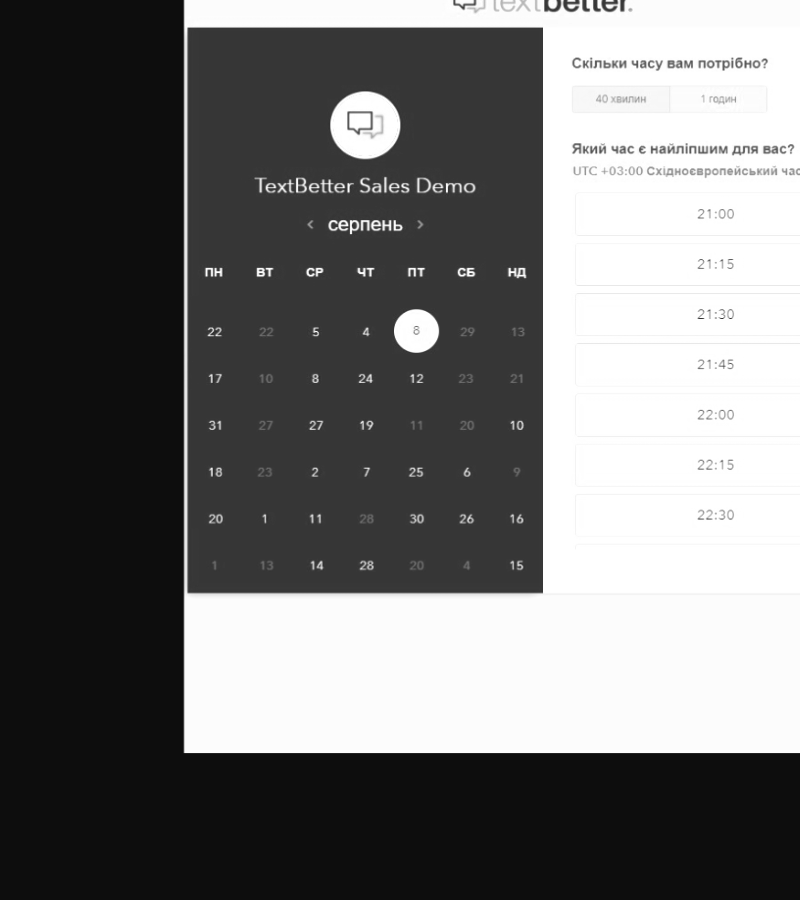 textbetter.
Скільки часу вам потрібно?
40 хвилин 1 годин
Який час є найліпшим для вас?
UTC +03:00 Східноєвропейський час
TextBetter Sales Demo
‹ серпень ›
ПН ВТ СР ЧТ ПТ СБ НД
22 22 5 4 8 29 13
17 10 8 24 12 23 21
31 27 27 19 11 20 10
18 23 2 7 25 6 9
20 1 11 28 30 26 16
1 13 14 28 20 4 15
21:00
21:15
21:30
21:45
22:00
22:15
22:30